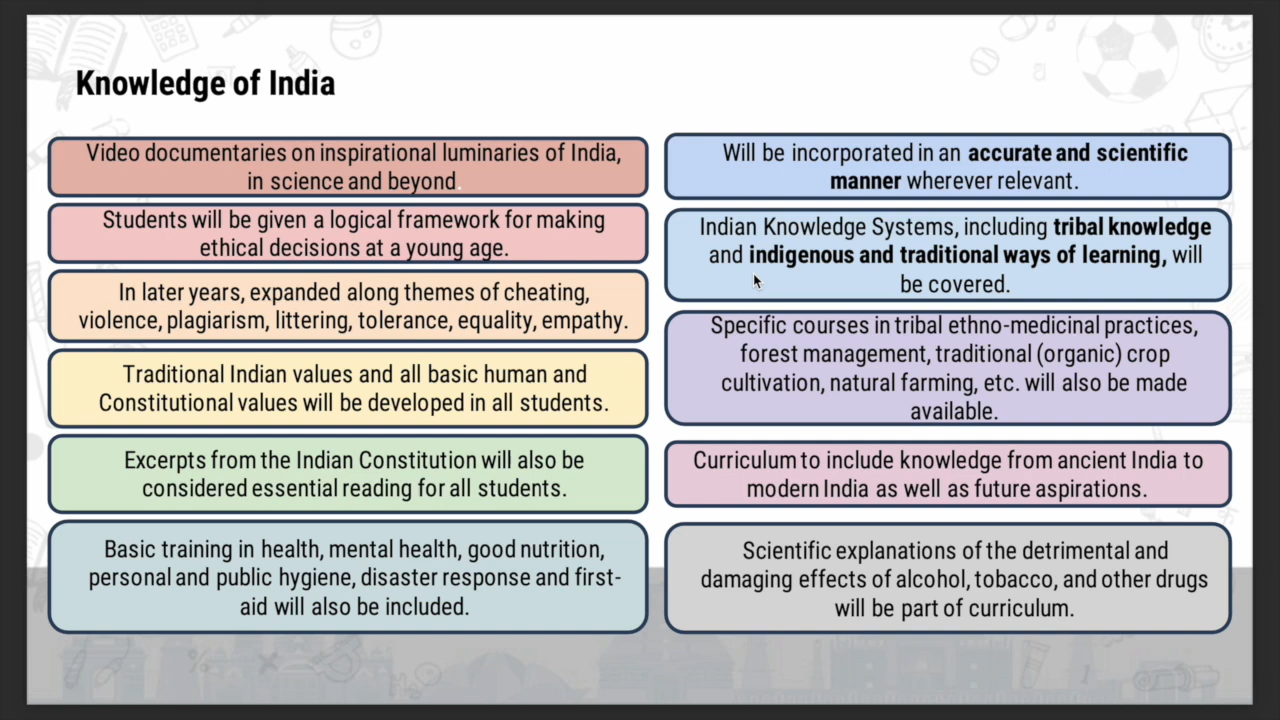 Knowledge of India
Video documentaries on inspirational luminaries of India,
in science and beyond.
Students will be given a logical framework for making
ethical decisions at a young age.
In later years, expanded along themes of cheating,
violence, plagiarism, littering, tolerance, equality, empathy.
Traditional Indian values and all basic human and
Constitutional values will be developed in all students.
Excerpts from the Indian Constitution will also be
considered essential reading for all students.
Basic training in health, mental health, good nutrition,
personal and public hygiene, disaster response and first-
aid will also be included.
Will be incorporated in an accurate and scientific
manner wherever relevant.
Indian Knowledge Systems, including tribal knowledge
and indigenous and traditional ways of learning, will
be covered.
Specific courses in tribal ethno-medicinal practices,
forest management, traditional (organic) crop
cultivation, natural farming, etc. will also be made
available.
Curriculum to include knowledge from ancient India to
modern India as well as future aspirations.
Scientific explanations of the detrimental and
damaging effects of alcohol, tobacco, and other drugs
will be part of curriculum.